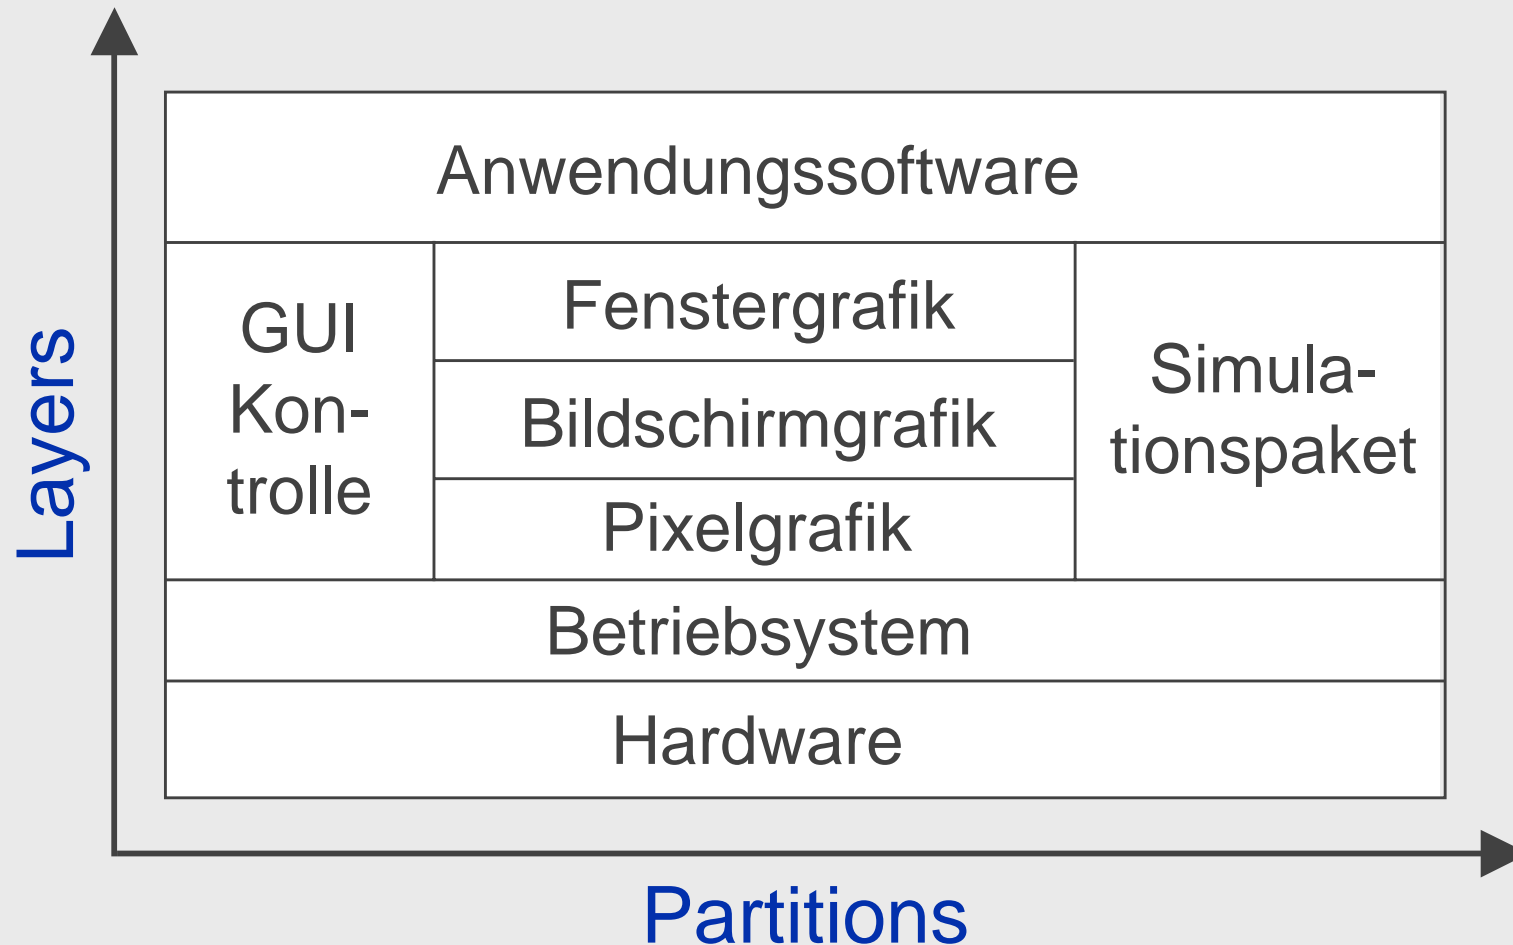 Layers
Anwendungssoftware
GUI
Kon-
trolle
Fenstergrafik
Bildschirmgrafik
Pixelgrafik
Simula-
tionspaket
Betriebsystem
Hardware
Partitions